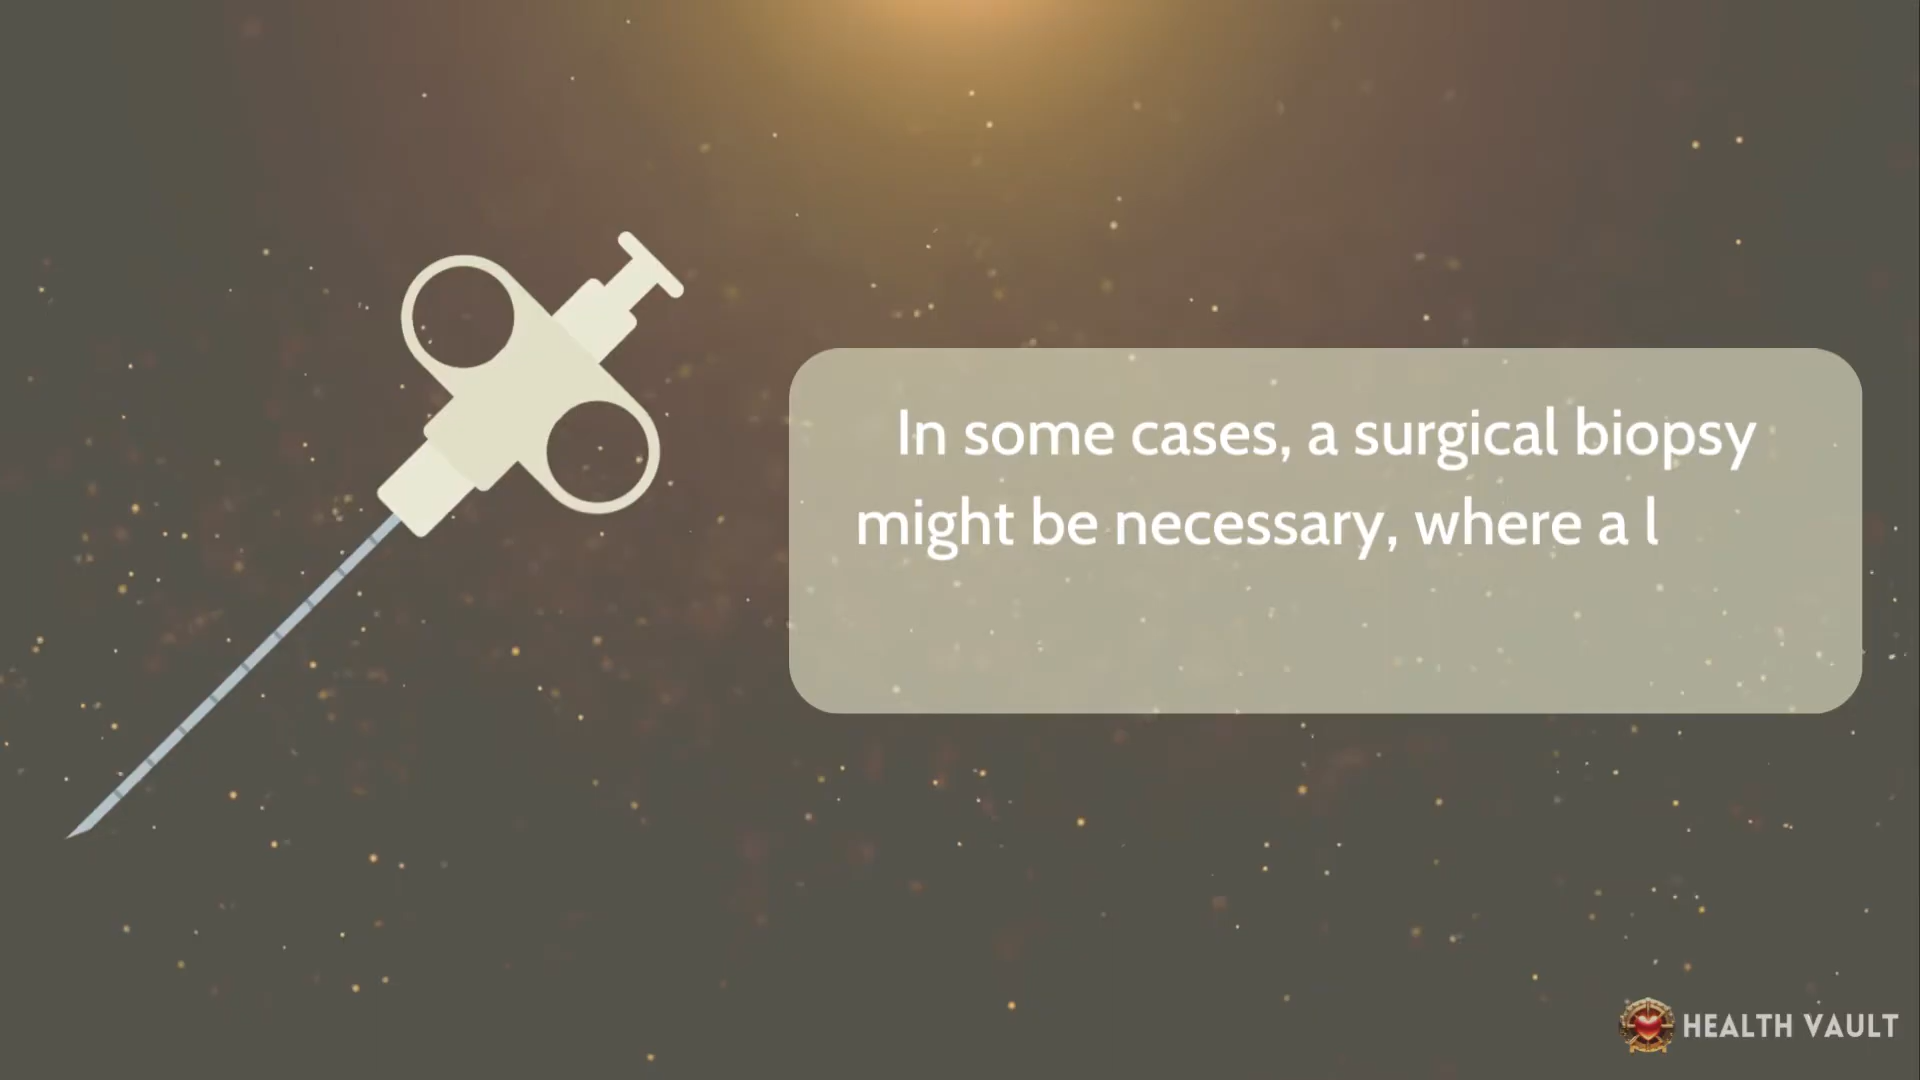 In some cases, a surgical biopsy
might be necessary, where a l
HEALTH VAULT